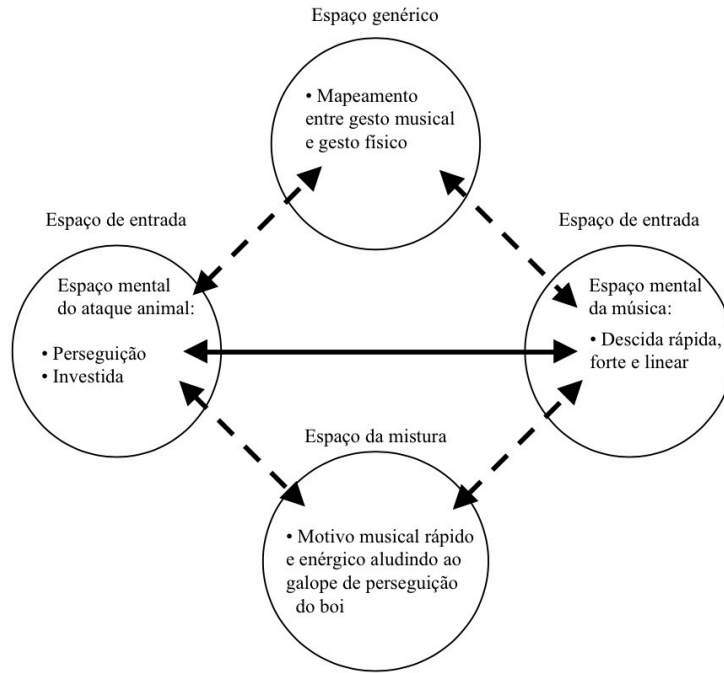 Espaço genérico
• Mapeamento
entre gesto musical
e gesto físico
Espaço de entrada
Espaço mental
do ataque animal:
• Perseguição
• Investida
Espaço de entrada
Espaço mental
da música:
• Descida rápida,
forte e linear
Espaço da mistura
• Motivo musical rápido
e enérgico aludindo ao
galope de perseguição
do boi